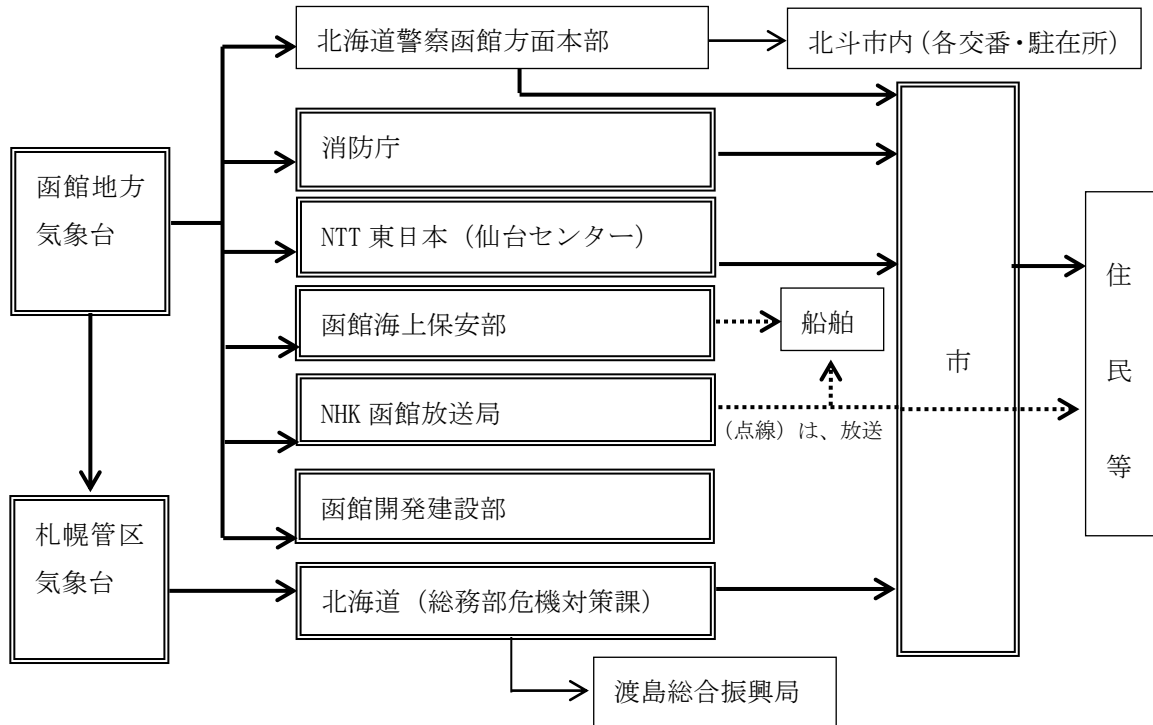 北海道警察函館方面本部
北斗市内（各交番・駐在所）
消防庁
函館地方
気象台
NTT 東日本（仙台センター）
住
民
等
函館海上保安部
船舶
市
NHK 函館放送局
（点線）は、放送
函館開発建設部
札幌管区
気象台
北海道（総務部危機対策課）
渡島総合振興局